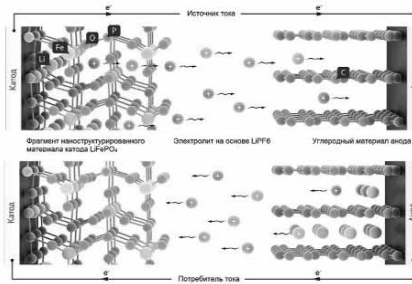 e⁻ Источник тока e⁻
Катод
Li Fe O P
C
Фрагмент наноструктурированного
материала катода LiFePO₄
Электролит на основе LiPF6
Углеродный материал анода
Катод
Анод
e⁻ e⁻
Потребитель тока